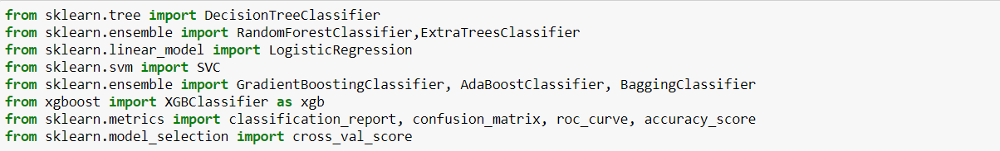 from sklearn.tree import DecisionTreeClassifier
from sklearn.ensemble import RandomForestClassifier,ExtraTreesClassifier
from sklearn.linear_model import LogisticRegression
from sklearn.svm import SVC
from sklearn.ensemble import GradientBoostingClassifier, AdaBoostClassifier, BaggingClassifier
from xgboost import XGBClassifier as xgb
from sklearn.metrics import classification_report, confusion_matrix, roc_curve, accuracy_score
from sklearn.model_selection import cross_val_score